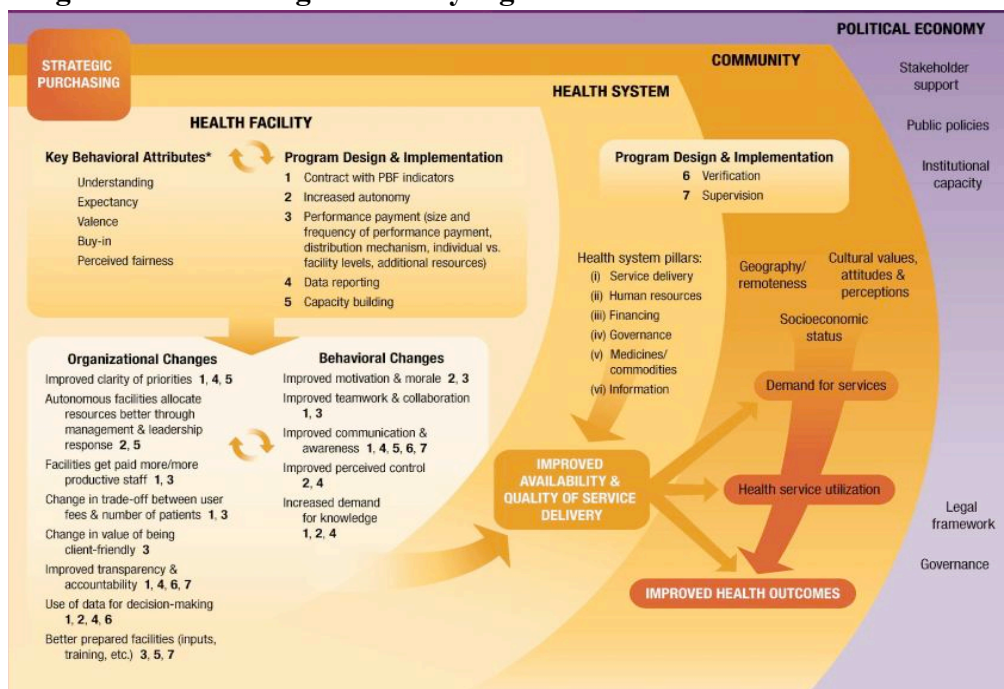 POLITICAL ECONOMY
STRATEGIC
PURCHASING
COMMUNITY
HEALTH SYSTEM
HEALTH FACILITY
Stakeholder
support
Public policies
Institutional
capacity
Key Behavioral Attributes*
Understanding
Expectancy
Valence
Buy-in
Perceived fairness
Program Design & Implementation
1 Contract with PBF indicators
2 Increased autonomy
3 Performance payment (size and
frequency of performance payment,
distribution mechanism, individual vs.
facility levels, additional resources)
4 Data reporting
5 Capacity building
Program Design & Implementation
6 Verification
7 Supervision
Health system pillars:
(i) Service delivery
(ii) Human resources
(iii) Financing
(iv) Governance
(v) Medicines/
commodities
(vi) Information
Geography/
remoteness
Cultural values,
attitudes &
perceptions
Socioeconomic
status
Organizational Changes
Improved clarity of priorities 1, 4, 5
Autonomous facilities allocate
resources better through
management & leadership
response 2, 5
Facilities get paid more/more
productive staff 1, 3
Change in trade-off between user
fees & number of patients 1, 3
Change in value of being
client-friendly 3
Improved transparency &
accountability 1, 4, 6, 7
Use of data for decision-making
1, 2, 4, 6
Better prepared facilities (inputs,
training, etc.) 3, 5, 7
Behavioral Changes
Improved motivation & morale 2, 3
Improved teamwork & collaboration
1, 3
Improved communication &
awareness 1, 4, 5, 6, 7
Improved perceived control
2, 4
Increased demand
for knowledge
1, 2, 4
IMPROVED
AVAILABILITY &
QUALITY OF SERVICE
DELIVERY
Demand for services
Health service utilization
IMPROVED HEALTH OUTCOMES
Legal
framework
Governance